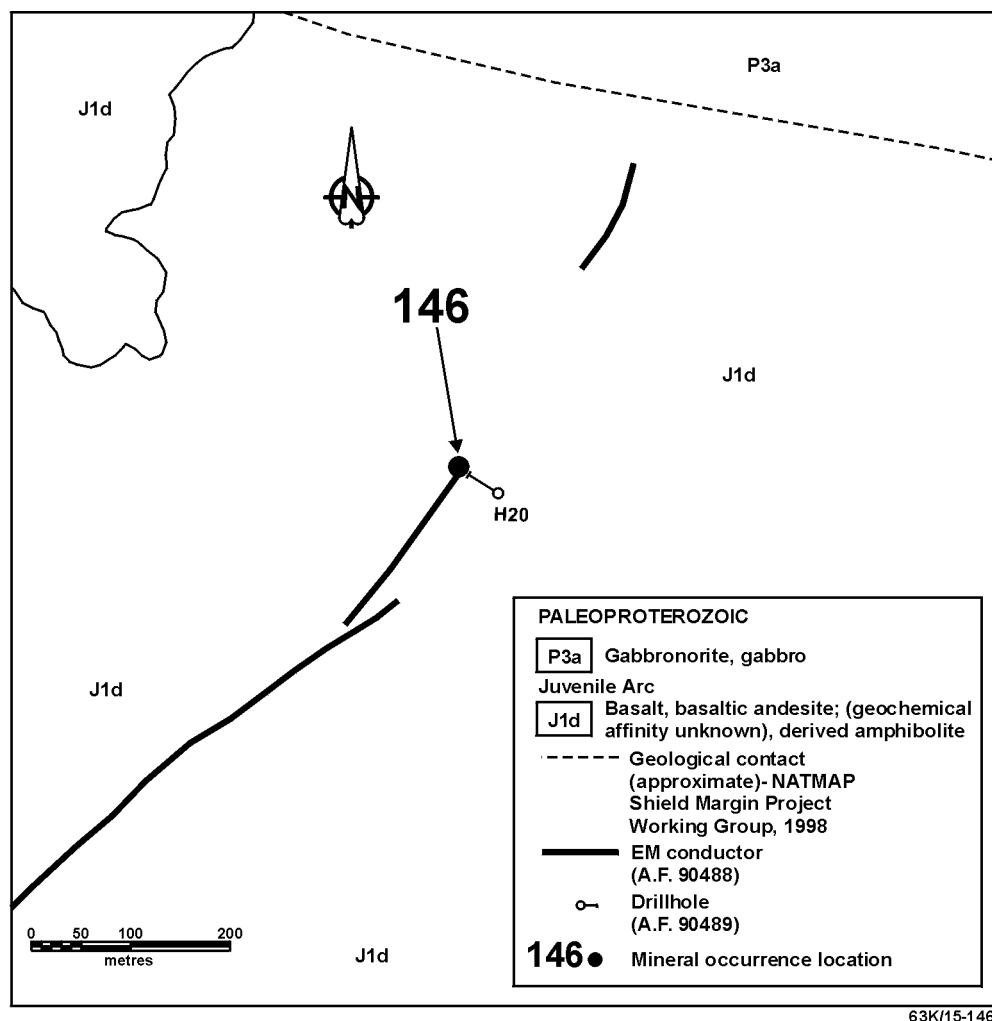 P3a
J1d
N
146
J1d
H20
J1d
J1d
0 50 100 200
metres
PALEOPROTEROZOIC
P3a Gabbronorite, gabbro
Juvenile Arc
J1d Basalt, basaltic andesite; (geochemical
affinity unknown), derived amphibolite
Geological contact
(approximate)- NATMAP
Shield Margin Project
Working Group, 1998
EM conductor
(A.F. 90488)
Drillhole
(A.F. 90489)
146 Mineral occurrence location
63K/15-146